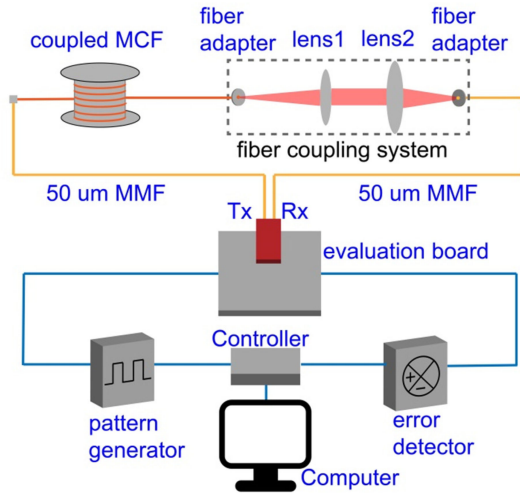 fiber
adapter
coupled MCF
lens1
lens2
fiber
adapter
fiber coupling system
50 um MMF
50 um MMF
Tx
Rx
evaluation board
Controller
pattern
generator
error
detector
Computer